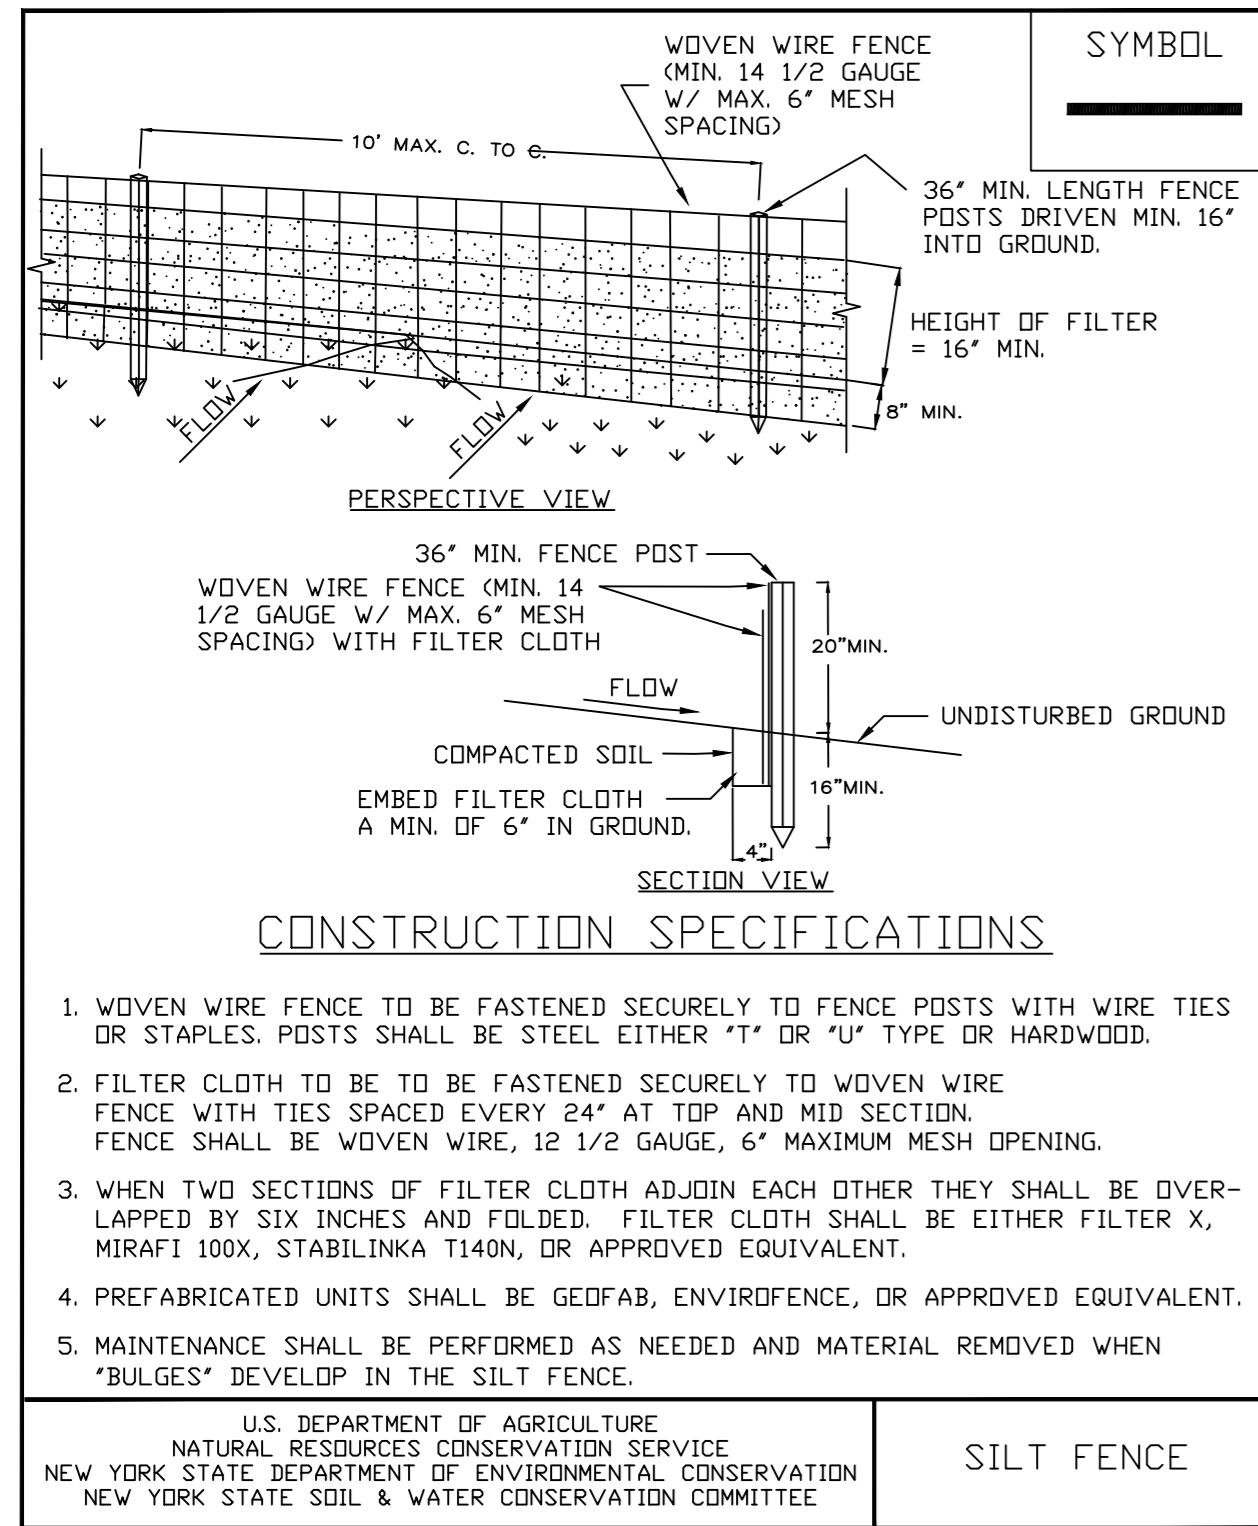 WOVEN WIRE FENCE
(MIN. 14 1/2 GAUGE
W/ MAX. 6" MESH
SPACING)
SYMBOL
10' MAX. C. TO C.
36" MIN. LENGTH FENCE
POSTS DRIVEN MIN. 16"
INTO GROUND.
HEIGHT OF FILTER
= 16" MIN.
8" MIN.
FLOW
FLOW
PERSPECTIVE VIEW
36" MIN. FENCE POST
WOVEN WIRE FENCE (MIN. 14
1/2 GAUGE W/ MAX. 6" MESH
SPACING) WITH FILTER CLOTH
20"MIN.
FLOW
UNDISTURBED GROUND
COMPACTED SOIL
16"MIN.
EMBED FILTER CLOTH
A MIN. OF 6" IN GROUND.
4"
SECTION VIEW
CONSTRUCTION SPECIFICATIONS
1. WOVEN WIRE FENCE TO BE FASTENED SECURELY TO FENCE POSTS WITH WIRE TIES
OR STAPLES. POSTS SHALL BE STEEL EITHER "T" OR "U" TYPE OR HARDWOOD.
2. FILTER CLOTH TO BE TO BE FASTENED SECURELY TO WOVEN WIRE
FENCE WITH TIES SPACED EVERY 24" AT TOP AND MID SECTION.
FENCE SHALL BE WOVEN WIRE, 12 1/2 GAUGE, 6" MAXIMUM MESH OPENING.
3. WHEN TWO SECTIONS OF FILTER CLOTH ADJOIN EACH OTHER THEY SHALL BE OVER-
LAPPED BY SIX INCHES AND FOLDED. FILTER CLOTH SHALL BE EITHER FILTER X,
MIRAFI 100X, STABILINKA T140N, OR APPROVED EQUIVALENT.
4. PREFABRICATED UNITS SHALL BE GEOFAB, ENVIROFENCE, OR APPROVED EQUIVALENT.
5. MAINTENANCE SHALL BE PERFORMED AS NEEDED AND MATERIAL REMOVED WHEN
"BULGES" DEVELOP IN THE SILT FENCE.
U.S. DEPARTMENT OF AGRICULTURE
NATURAL RESOURCES CONSERVATION SERVICE
NEW YORK STATE DEPARTMENT OF ENVIRONMENTAL CONSERVATION
NEW YORK STATE SOIL & WATER CONSERVATION COMMITTEE
SILT FENCE